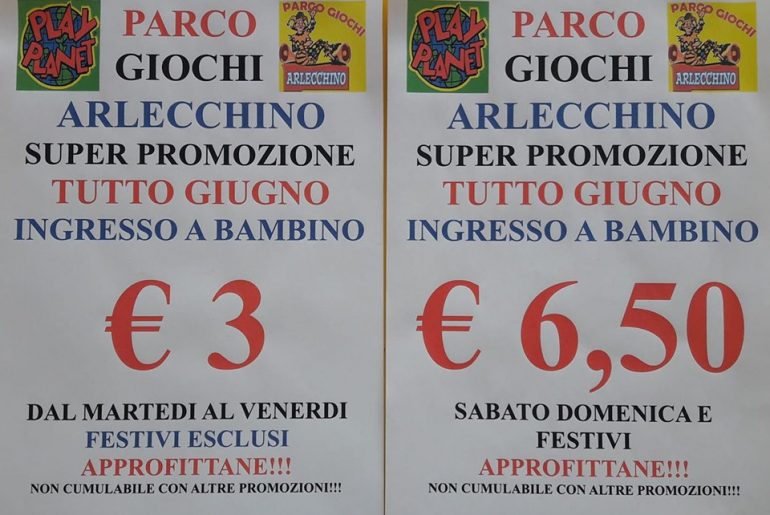 PLAY
PLANET
PARCO
GIOCHI
PARCO GIOCHI
ARLECCHINO
ARLECCHINO
SUPER PROMOZIONE
TUTTO GIUGNO
INGRESSO A BAMBINO
€ 3
DAL MARTEDI AL VENERDI
FESTIVI ESCLUSI
APPROFITTANE!!!
NON CUMULABILE CON ALTRE PROMOZIONI!!!
PLAY
PLANET
PARCO
GIOCHI
PARCO GIOCHI
ARLECCHINO
ARLECCHINO
SUPER PROMOZIONE
TUTTO GIUGNO
INGRESSO A BAMBINO
€ 6,50
SABATO DOMENICA E
FESTIVI
APPROFITTANE!!!
NON CUMULABILE CON ALTRE PROMOZIONI!!!